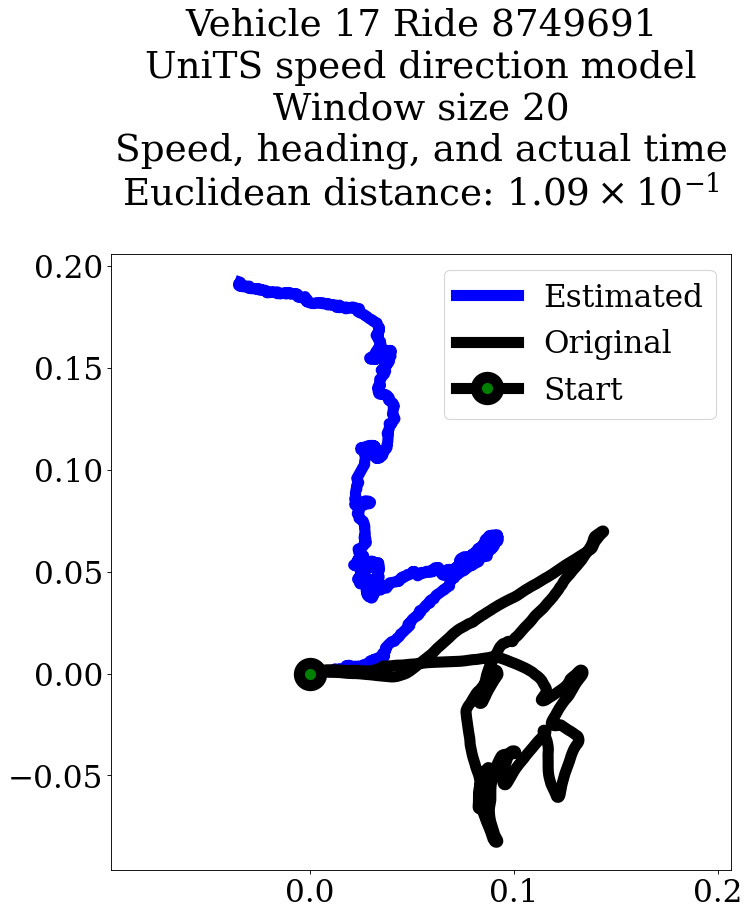 Vehicle 17 Ride 8749691
UniTS speed direction model
Window size 20
Speed, heading, and actual time
Euclidean distance: 1.09 × 10⁻¹
Estimated
Original
Start
0.20
0.15
0.10
0.05
0.00
−0.05
0.0 0.1 0.2